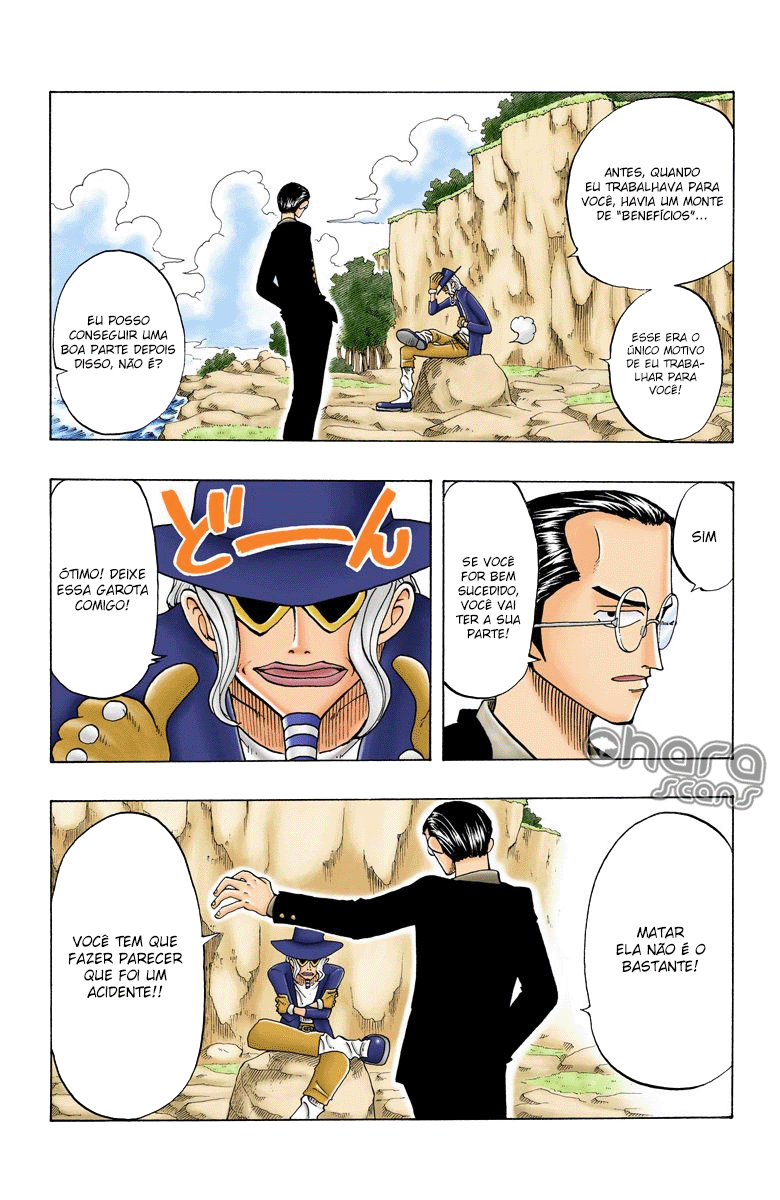 ANTES, QUANDO
EU TRABALHAVA PARA
VOCÊ, HAVIA UM MONTE
DE "BENEFÍCIOS"...
ESSE ERA O
ÚNICO MOTIVO
DE EU TRABA-
LHAR PARA
VOCÊ!
EU POSSO
CONSEGUIR UMA
BOA PARTE DEPOIS
DISSO, NÃO É?
SIM
SE VOCÊ
FOR BEM
SUCEDIDO,
VOCÊ VAI
TER A SUA
PARTE!
どーん
ÓTIMO! DEIXE
ESSA GAROTA
COMIGO!
OHARA
SCANS
MATAR
ELA NÃO É O
BASTANTE!
VOCÊ TEM QUE
FAZER PARECER
QUE FOI UM
ACIDENTE!!